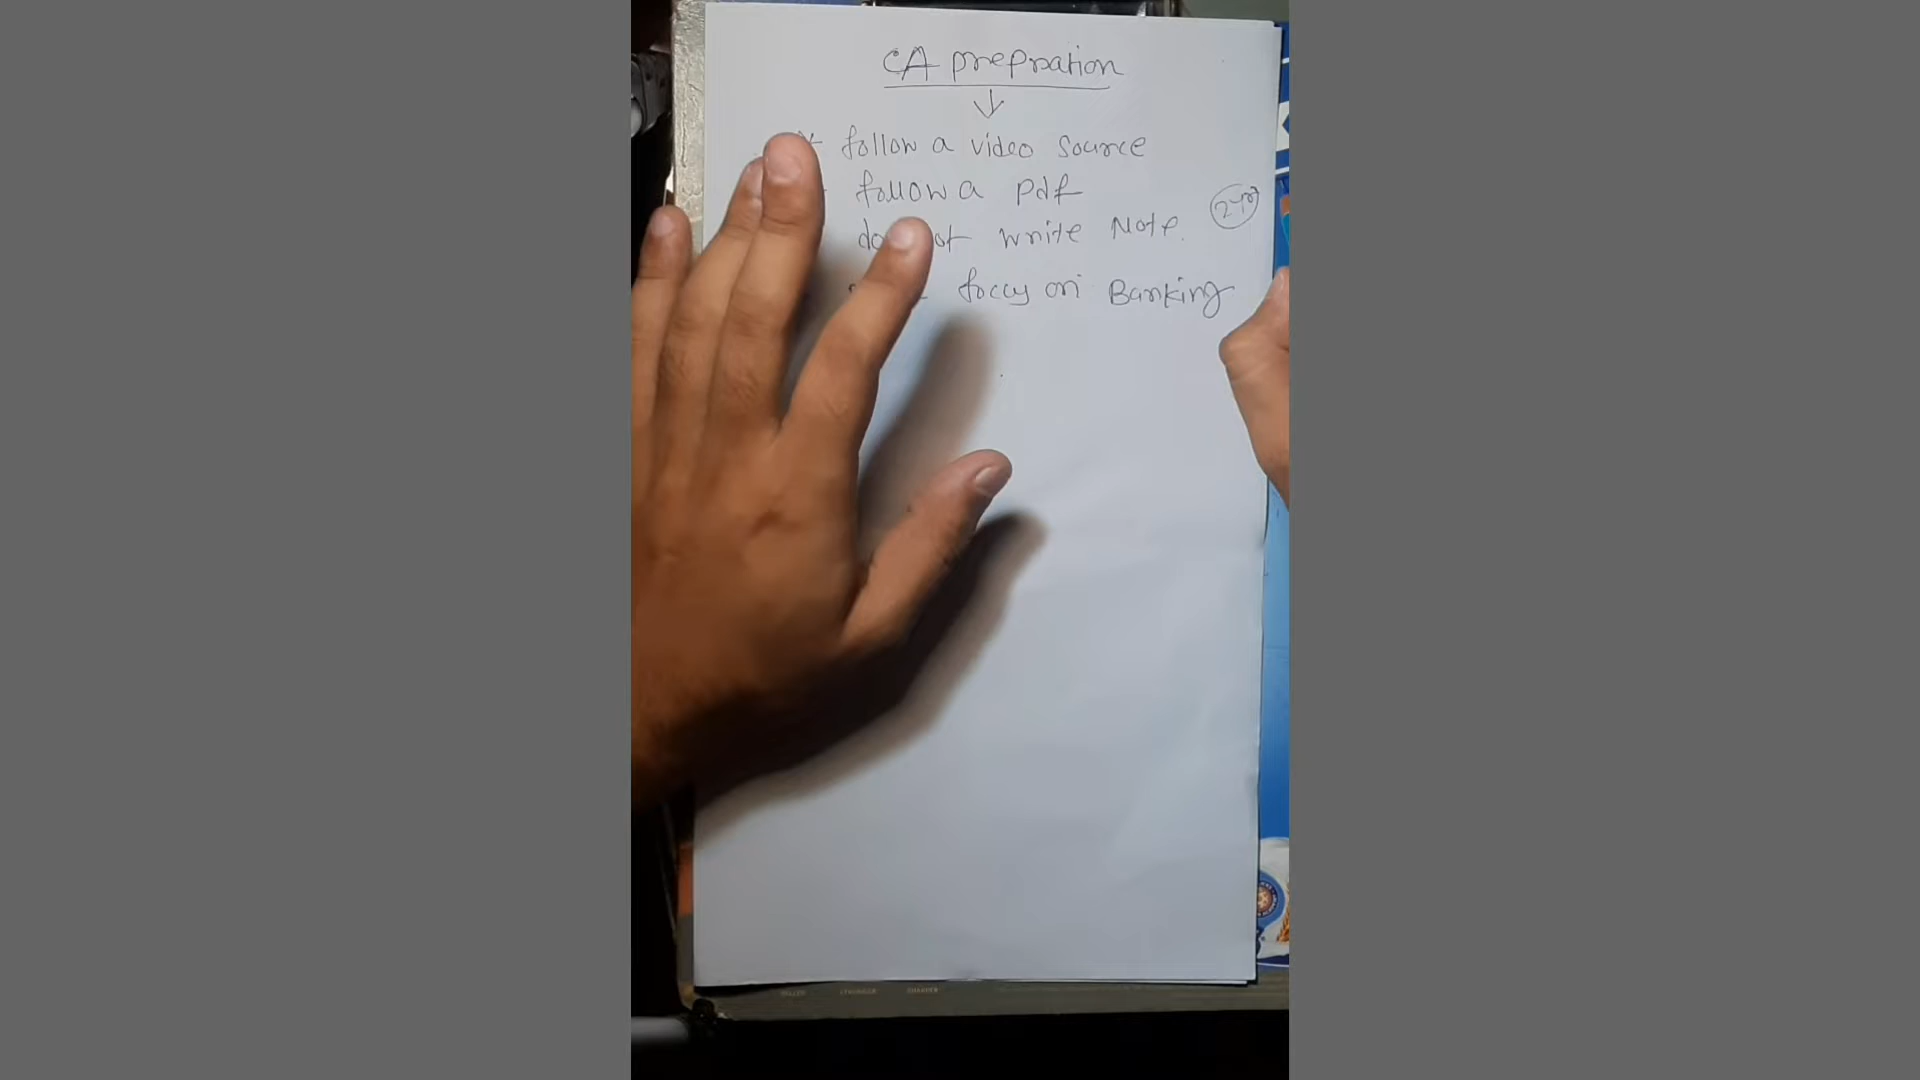 CA prepration
follow a video source
follow a pdf
write Note.
focus on Banking